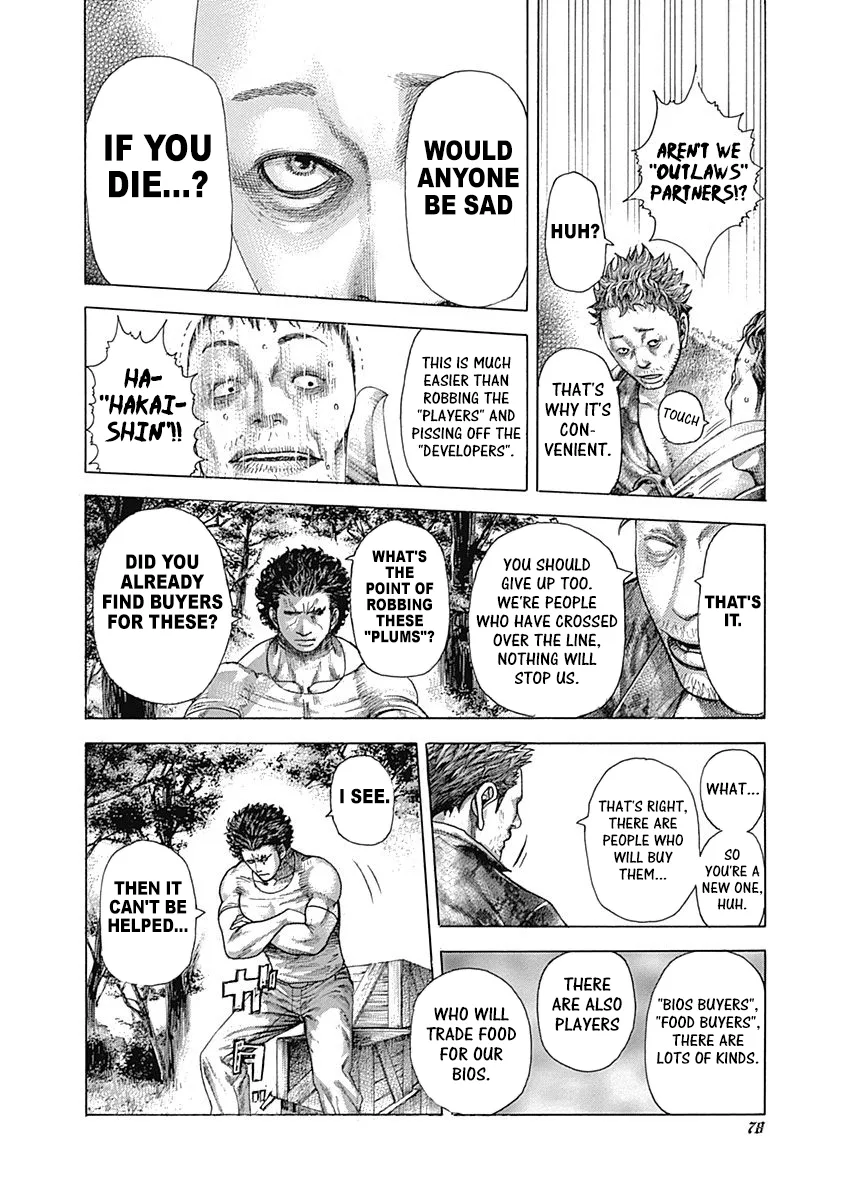 AREN'T WE
"OUTLAWS"
PARTNERS!?
HUH?
THAT'S
WHY IT'S
CON-
VENIENT.
TOUCH
WOULD
ANYONE
BE SAD
IF YOU
DIE...?
THIS IS MUCH
EASIER THAN
ROBBING THE
"PLAYERS" AND
PISSING OFF THE
"DEVELOPERS".
HA-
"HAKAI-
SHIN"!!
THAT'S
IT.
YOU SHOULD
GIVE UP TOO.
WE'RE PEOPLE
WHO HAVE CROSSED
OVER THE LINE,
NOTHING WILL
STOP US.
WHAT'S
THE
POINT OF
ROBBING
THESE
"PLUMS"?
DID YOU
ALREADY
FIND BUYERS
FOR THESE?
WHAT...
SO
YOU'RE A
NEW ONE,
HUH.
THAT'S RIGHT,
THERE ARE
PEOPLE WHO
WILL BUY
THEM...
"BIOS BUYERS",
"FOOD BUYERS",
THERE ARE
LOTS OF KINDS.
THERE
ARE ALSO
PLAYERS
WHO WILL
TRADE FOOD
FOR OUR
BIOS.
I SEE.
THEN IT
CAN'T BE
HELPED...
ガガガガ
78